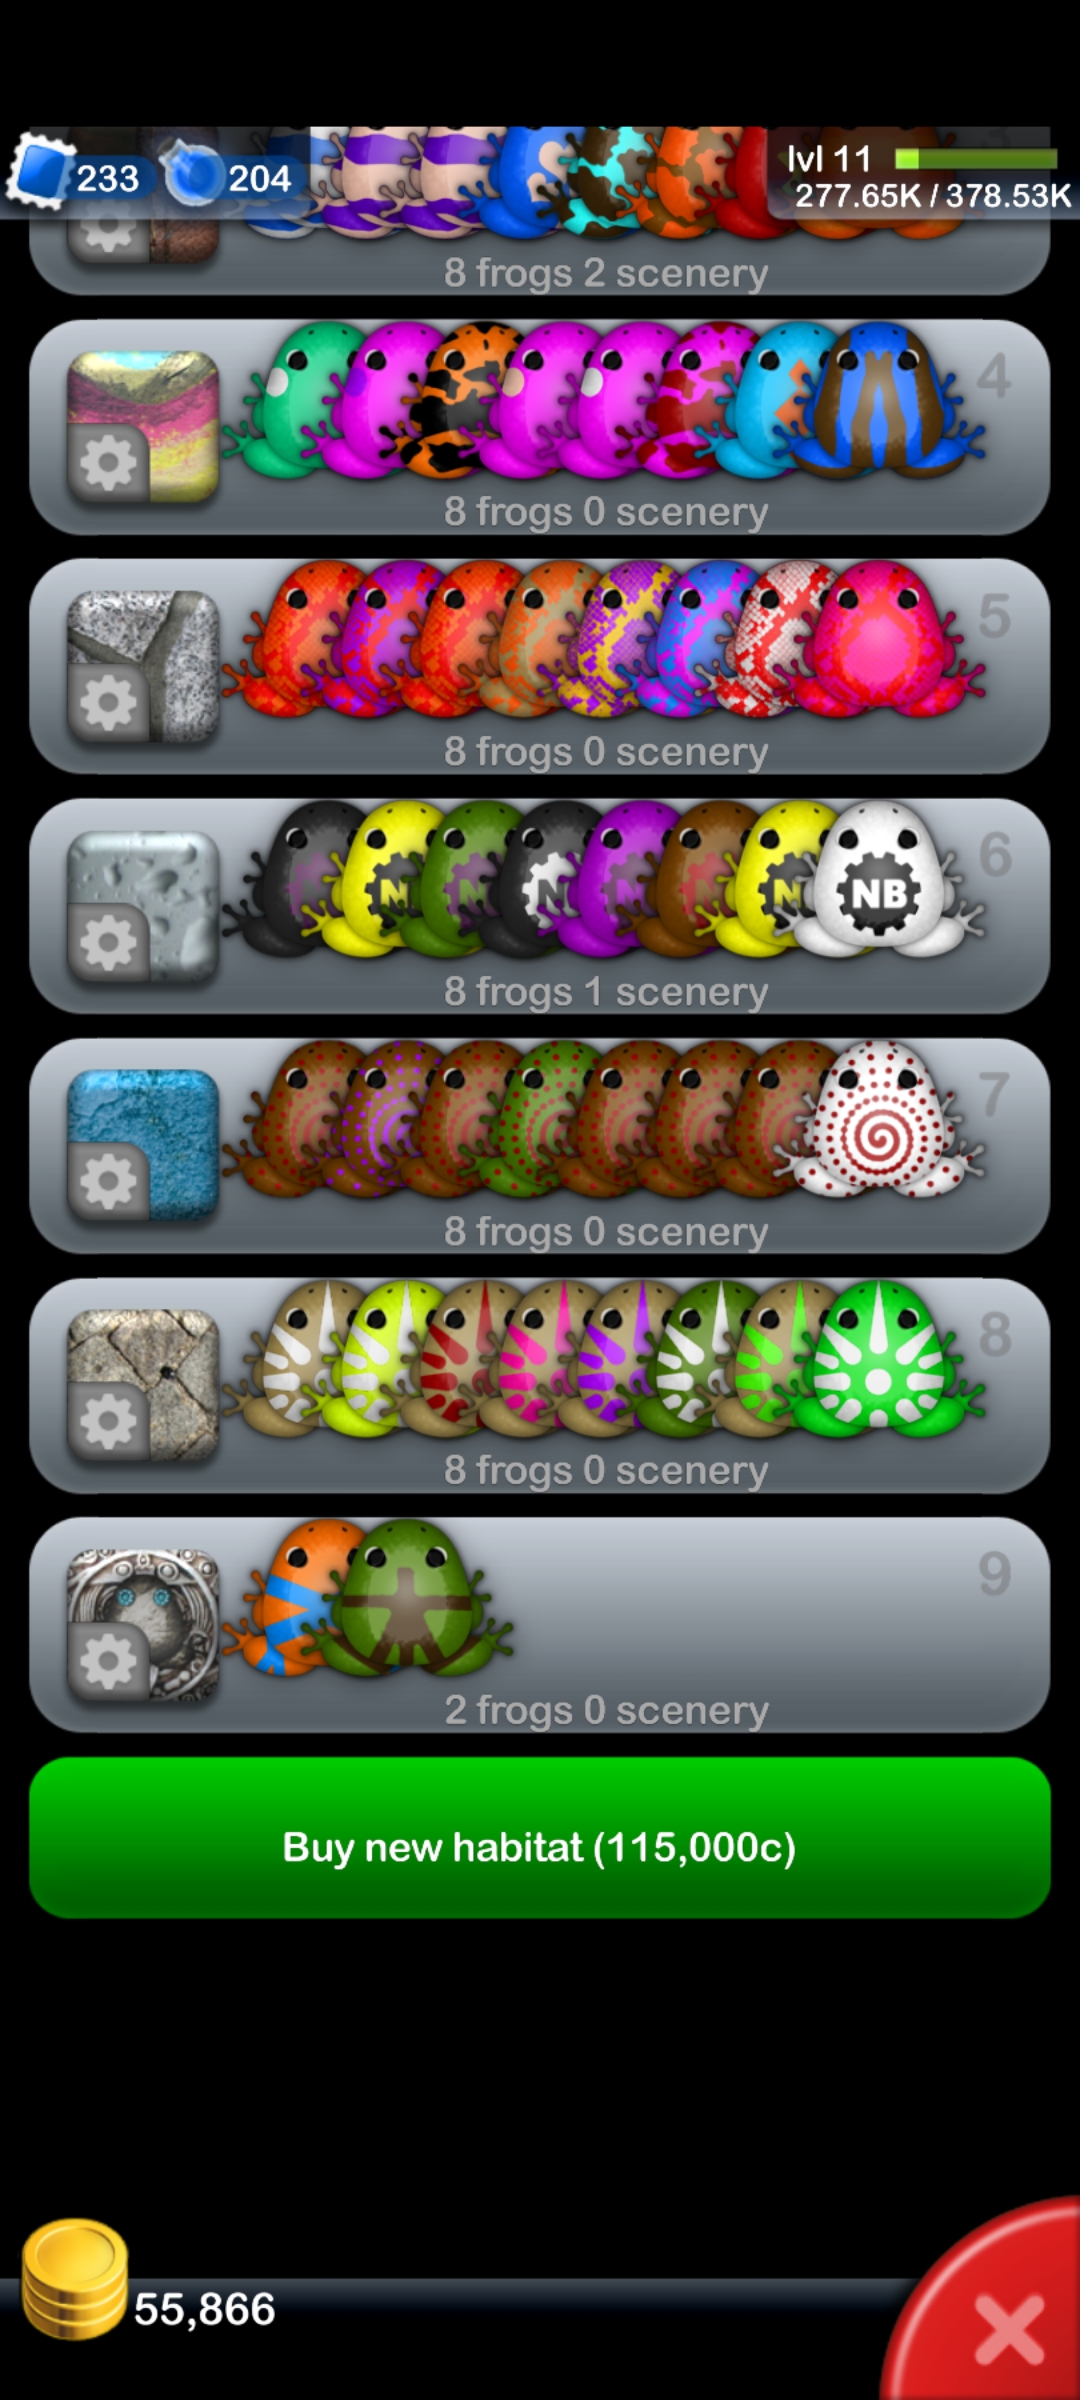 233
204
lvl 11
277.65K / 378.53K
8 frogs 2 scenery
4
8 frogs 0 scenery
5
8 frogs 0 scenery
6
N
N
N
N
NB
8 frogs 1 scenery
7
8 frogs 0 scenery
8
8 frogs 0 scenery
9
2 frogs 0 scenery
Buy new habitat (115,000c)
55,866